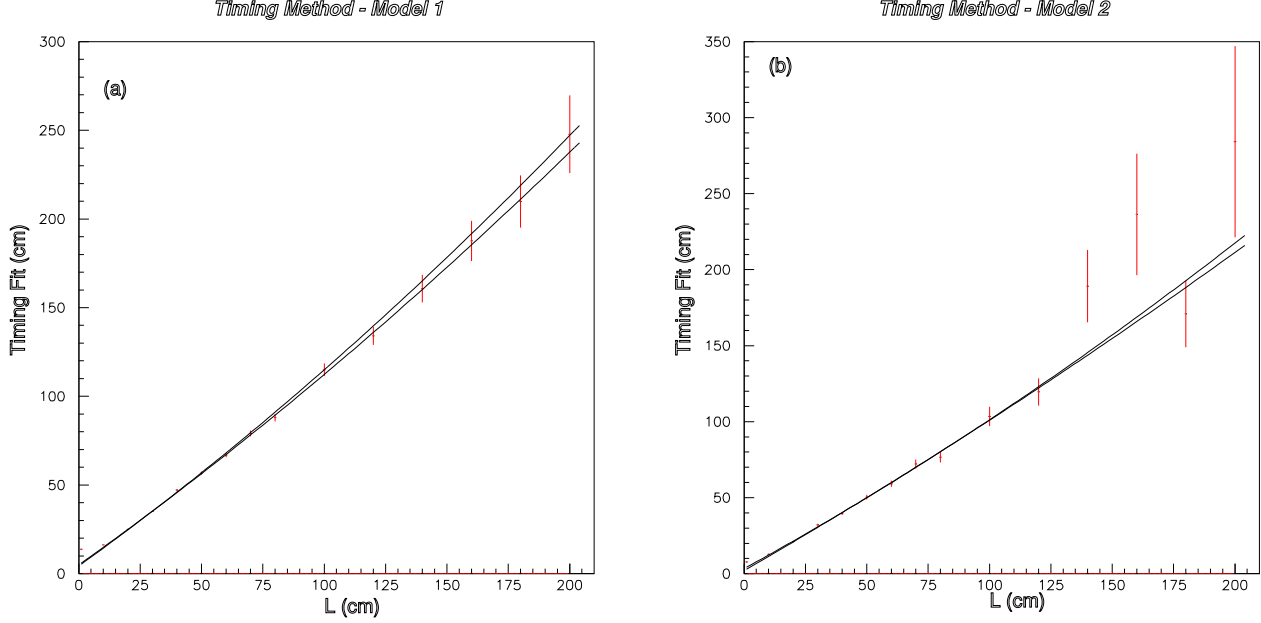 Timing Method - Model 1
300
250
200
150
100
50
0
(a)
Timing Fit (cm)
0 25 50 75 100 125 150 175 200
L (cm)
Timing Method - Model 2
350
300
250
200
150
100
50
0
(b)
Timing Fit (cm)
0 25 50 75 100 125 150 175 200
L (cm)